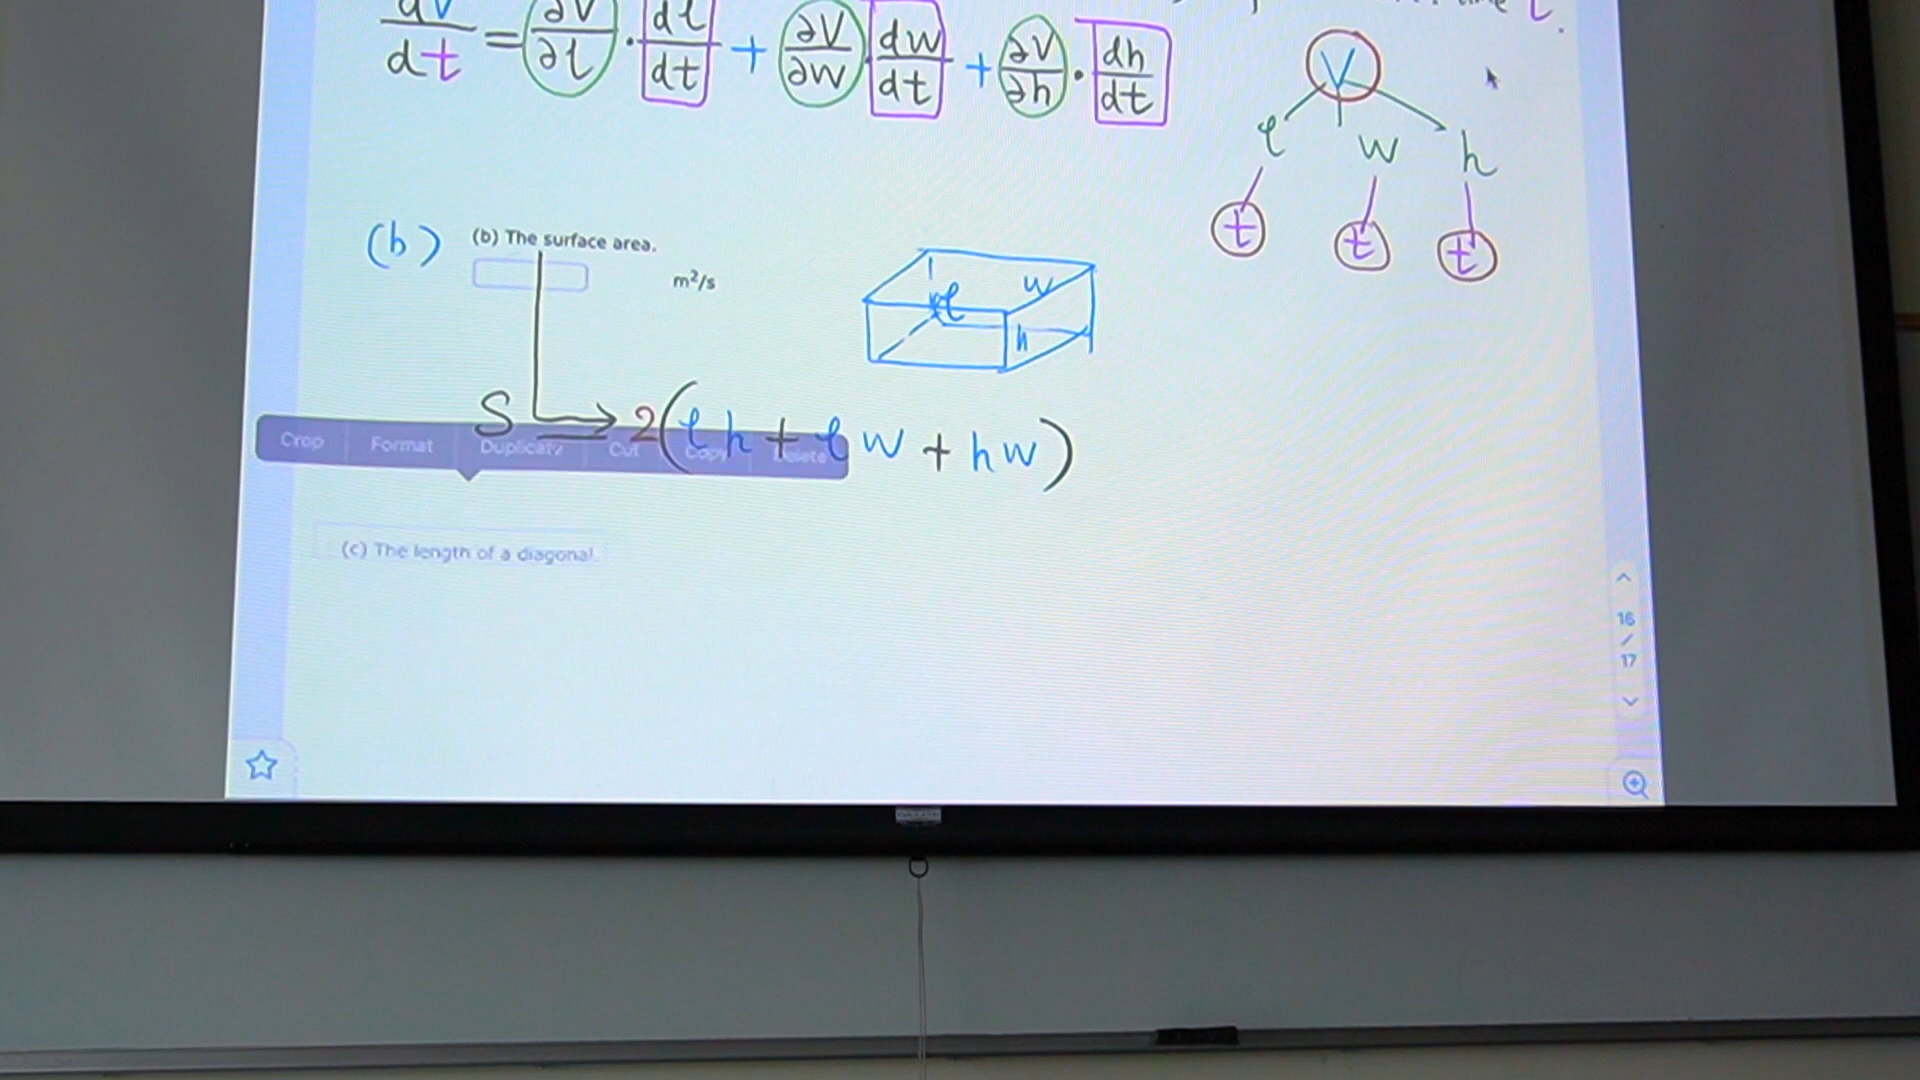 dV/dt = ∂V/∂ℓ · dℓ/dt + ∂V/∂w · dw/dt + ∂V/∂h · dh/dt
t.
V
ℓ w h
t t t
(b) (b) The surface area.
m²/s
ℓ w h
S → 2(ℓh + ℓw + hw)
Crop Format Duplicate Cut Copy Delete
(c) The length of a diagonal.
16
/
17